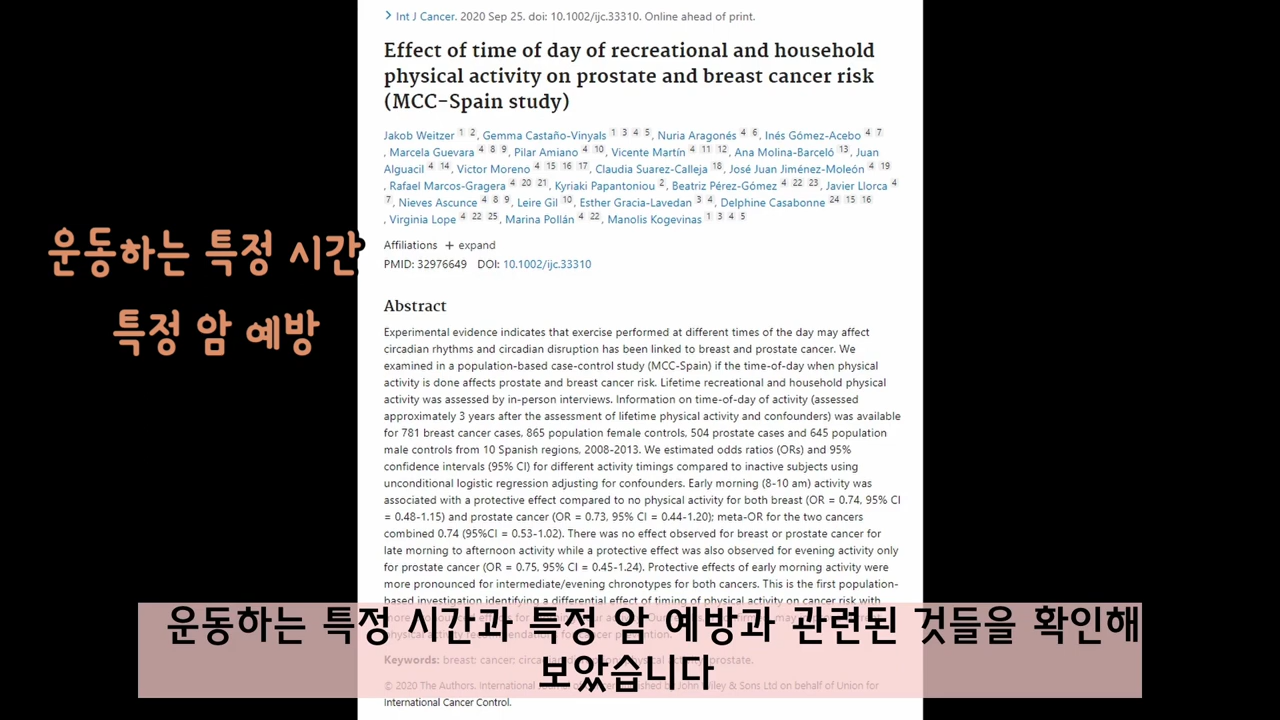 Int J Cancer. 2020 Sep 25. doi: 10.1002/ijc.33310. Online ahead of print.
Effect of time of day of recreational and household
physical activity on prostate and breast cancer risk
(MCC-Spain study)
Jakob Weitzer 1 2, Gemma Castaño-Vinyals 1 3 4 5, Nuria Aragonés 4 6, Inés Gómez-Acebo 4 7
, Marcela Guevara 4 8 9, Pilar Amiano 4 10, Vicente Martín 4 11 12, Ana Molina-Barceló 13, Juan
Alguacil 4 14, Victor Moreno 4 15 16 17, Claudia Suarez-Calleja 18, José Juan Jiménez-Moleón 4 19
, Rafael Marcos-Gragera 4 20 21, Kyriaki Papantoniou 2, Beatriz Pérez-Gómez 4 22 23, Javier Llorca 4
7, Nieves Ascunce 4 8 9, Leire Gil 10, Esther Gracia-Lavedan 3 4, Delphine Casabonne 24 15 16
, Virginia Lope 4 22 25, Marina Pollán 4 22, Manolis Kogevinas 1 3 4 5
Affiliations + expand
PMID: 32976649 DOI: 10.1002/ijc.33310
운동하는 특정 시간
특정 암 예방
Abstract
Experimental evidence indicates that exercise performed at different times of the day may affect
circadian rhythms and circadian disruption has been linked to breast and prostate cancer. We
examined in a population-based case-control study (MCC-Spain) if the time-of-day when physical
activity is done affects prostate and breast cancer risk. Lifetime recreational and household physical
activity was assessed by in-person interviews. Information on time-of-day of activity (assessed
approximately 3 years after the assessment of lifetime physical activity and confounders) was available
for 781 breast cancer cases, 865 population female controls, 504 prostate cases and 645 population
male controls from 10 Spanish regions, 2008-2013. We estimated odds ratios (ORs) and 95%
confidence intervals (95% CI) for different activity timings compared to inactive subjects using
unconditional logistic regression adjusting for confounders. Early morning (8-10 am) activity was
associated with a protective effect compared to no physical activity for both breast (OR = 0.74, 95% CI
= 0.48-1.15) and prostate cancer (OR = 0.73, 95% CI = 0.44-1.20); meta-OR for the two cancers
combined 0.74 (95%CI = 0.53-1.02). There was no effect observed for breast or prostate cancer for
late morning to afternoon activity while a protective effect was also observed for evening activity only
for prostate cancer (OR = 0.75, 95% CI = 0.45-1.24). Protective effects of early morning activity were
more pronounced for intermediate/evening chronotypes for both cancers. This is the first population-
based investigation identifying a differential effect of timing of physical activity on cancer risk with
운동하는 특정 시간과 특정 암 예방과 관련된 것들을 확인해
보았습니다
Keywords: breast; cancer; prostate.
© 2020 The Authors. International Wiley & Sons Ltd on behalf of Union for
International Cancer Control.